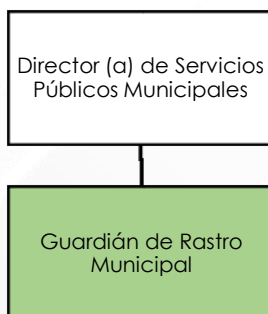 Director (a) de Servicios
Públicos Municipales
Guardián de Rastro
Municipal